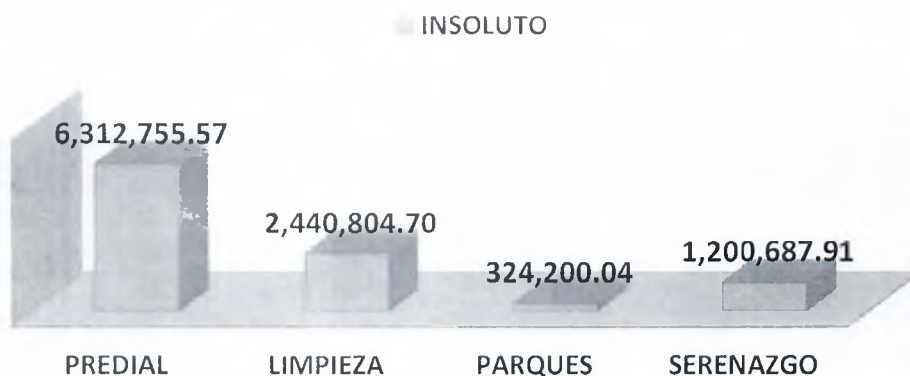 INSOLUTO
6,312,755.57
2,440,804.70
324,200.04
1,200,687.91
PREDIAL
LIMPIEZA
PARQUES
SERENAZGO